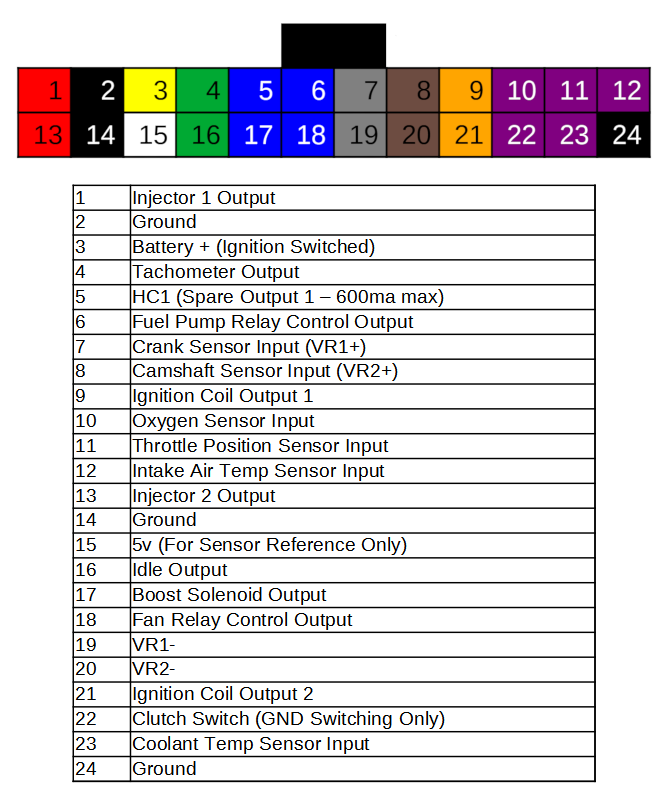 1 2 3 4 5 6 7 8 9 10 11 12
13 14 15 16 17 18 19 20 21 22 23 24
1 Injector 1 Output
2 Ground
3 Battery + (Ignition Switched)
4 Tachometer Output
5 HC1 (Spare Output 1 – 600ma max)
6 Fuel Pump Relay Control Output
7 Crank Sensor Input (VR1+)
8 Camshaft Sensor Input (VR2+)
9 Ignition Coil Output 1
10 Oxygen Sensor Input
11 Throttle Position Sensor Input
12 Intake Air Temp Sensor Input
13 Injector 2 Output
14 Ground
15 5v (For Sensor Reference Only)
16 Idle Output
17 Boost Solenoid Output
18 Fan Relay Control Output
19 VR1-
20 VR2-
21 Ignition Coil Output 2
22 Clutch Switch (GND Switching Only)
23 Coolant Temp Sensor Input
24 Ground